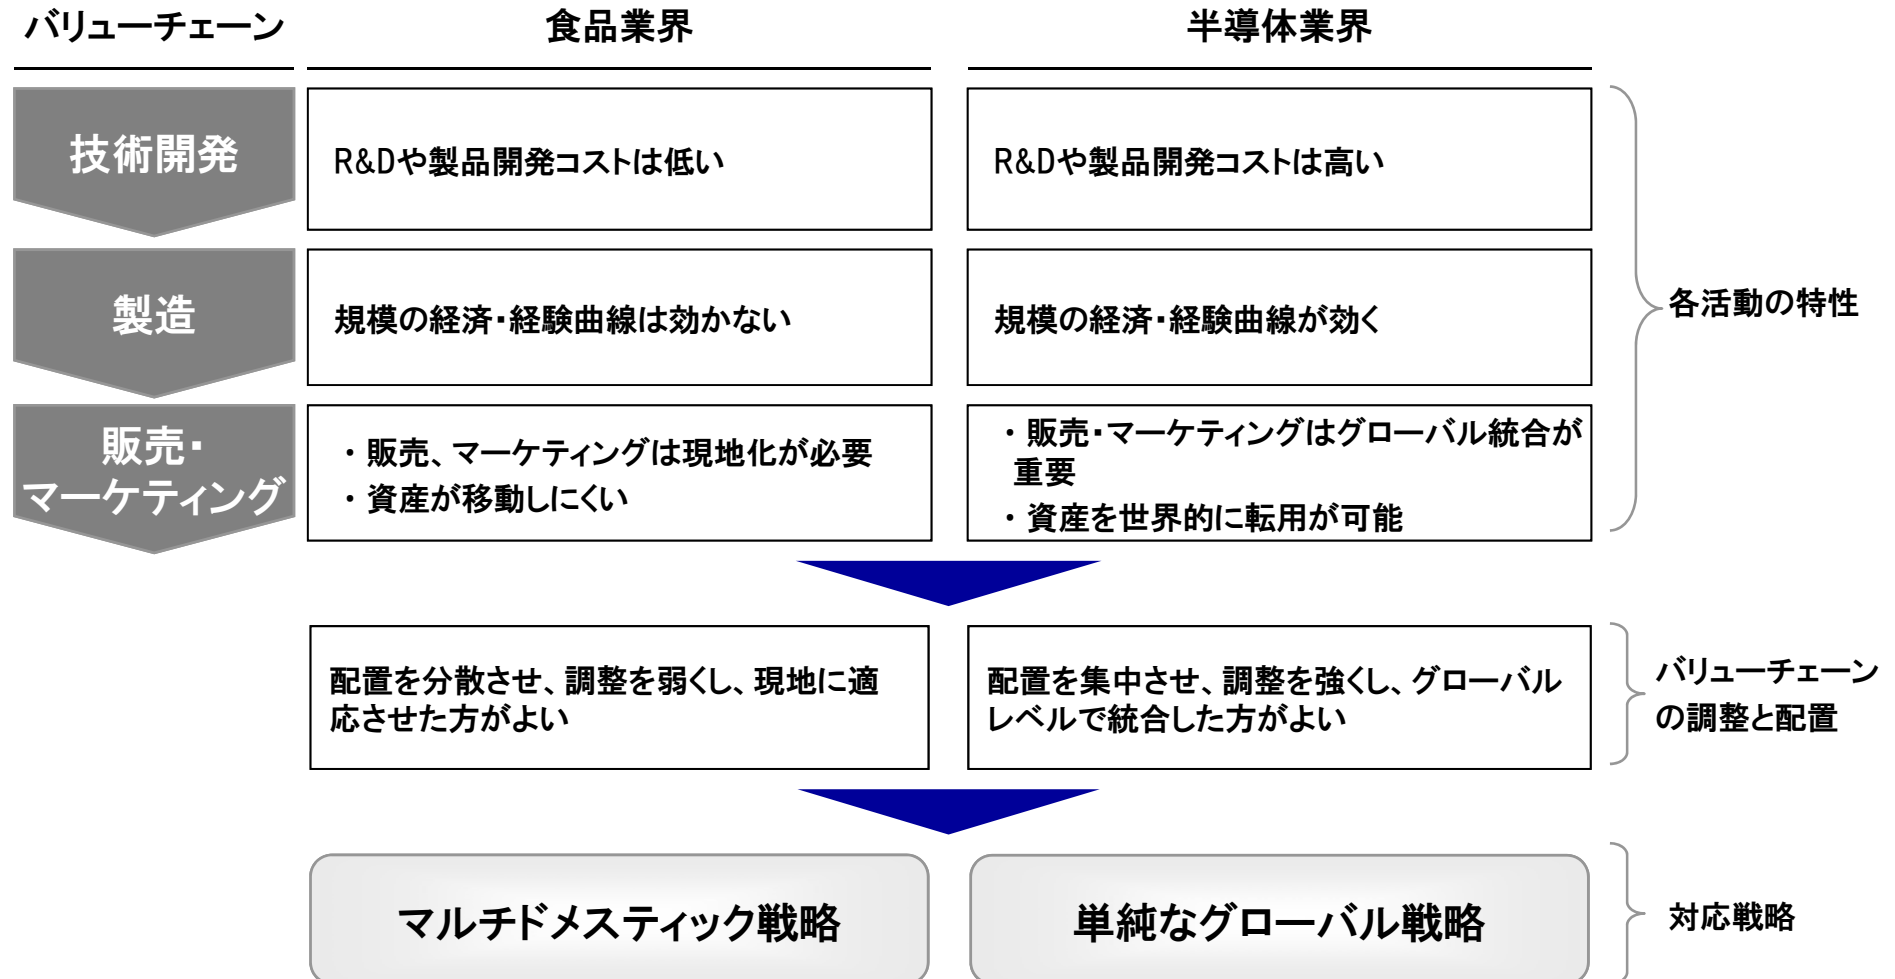 バリューチェーン
食品業界
半導体業界
技術開発
R&Dや製品開発コストは低い
R&Dや製品開発コストは高い
製造
規模の経済・経験曲線は効かない
規模の経済・経験曲線が効く
各活動の特性
販売・
マーケティング
・販売、マーケティングは現地化が必要
・資産が移動しにくい
・販売・マーケティングはグローバル統合が
重要
・資産を世界的に転用が可能
配置を分散させ、調整を弱くし、現地に適
応させた方がよい
配置を集中させ、調整を強くし、グローバル
レベルで統合した方がよい
バリューチェーン
の調整と配置
マルチドメスティック戦略
単純なグローバル戦略
対応戦略